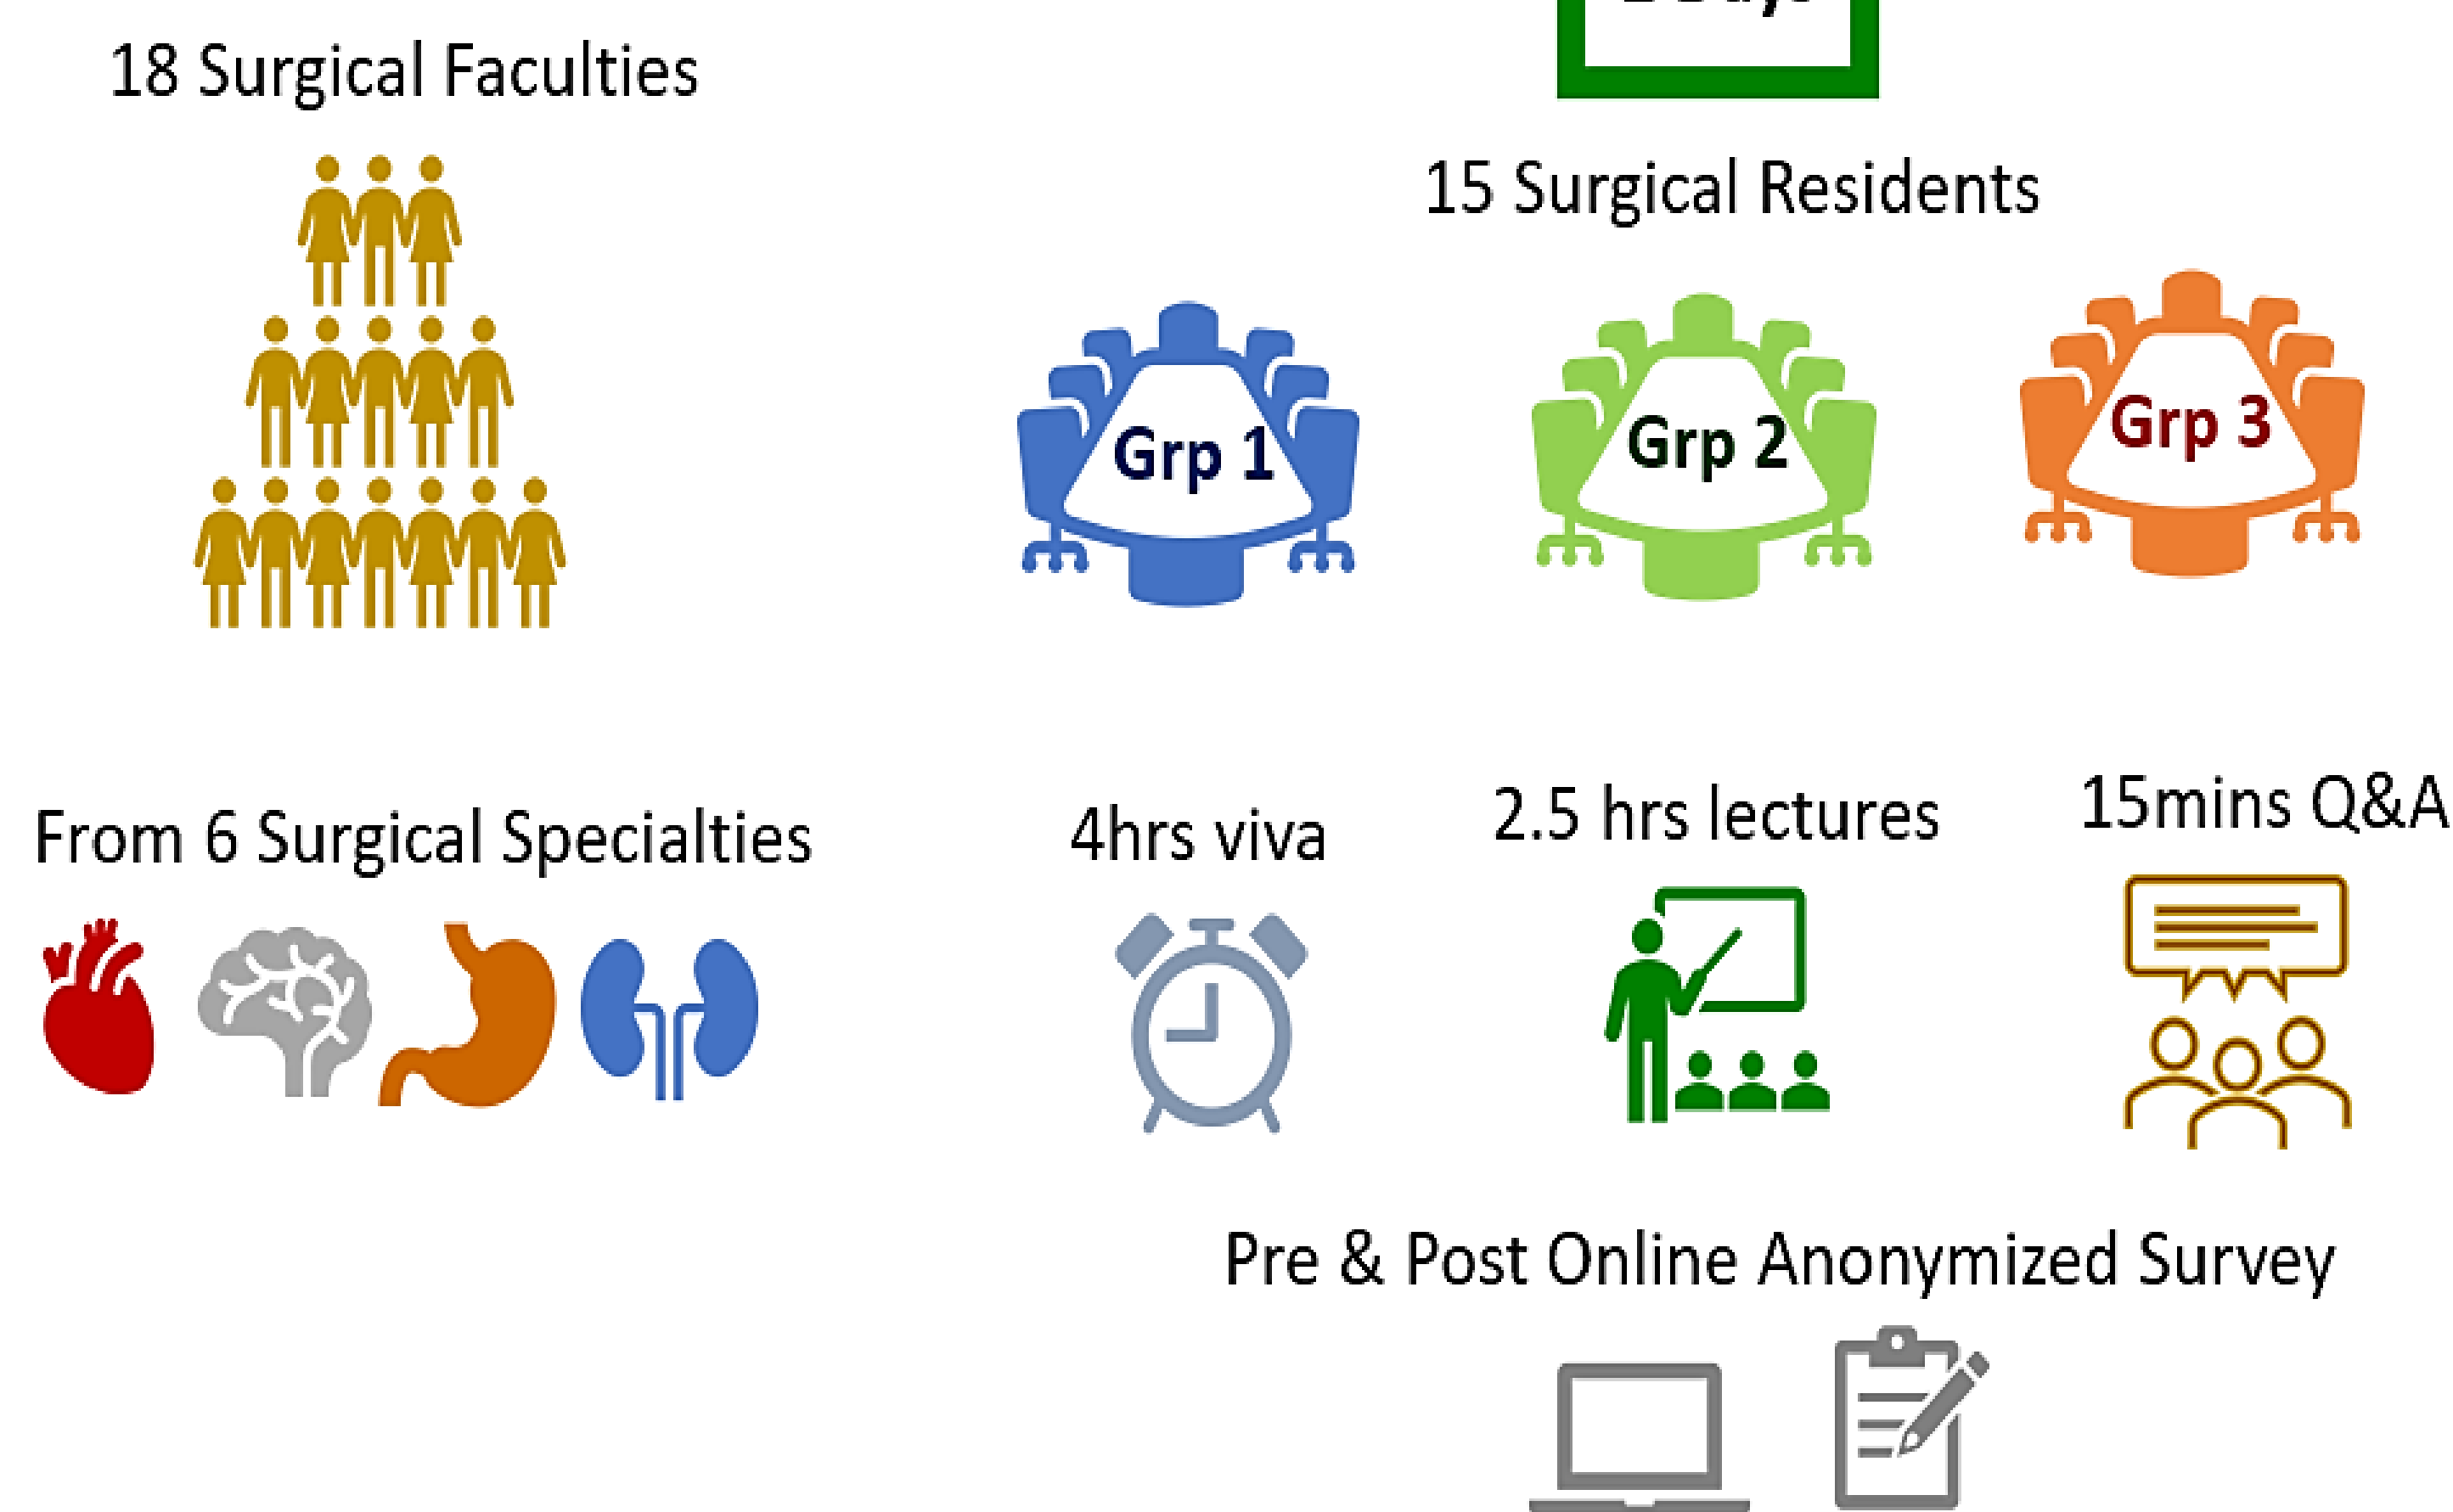 18 Surgical Faculties
15 Surgical Residents
Grp 1
Grp 2
Grp 3
From 6 Surgical Specialties
4hrs viva
2.5 hrs lectures
15mins Q&A
Pre & Post Online Anonymized Survey